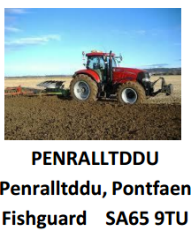 PENRALLTDDU
Penralltddu, Pontfaen
Fishguard SA65 9TU